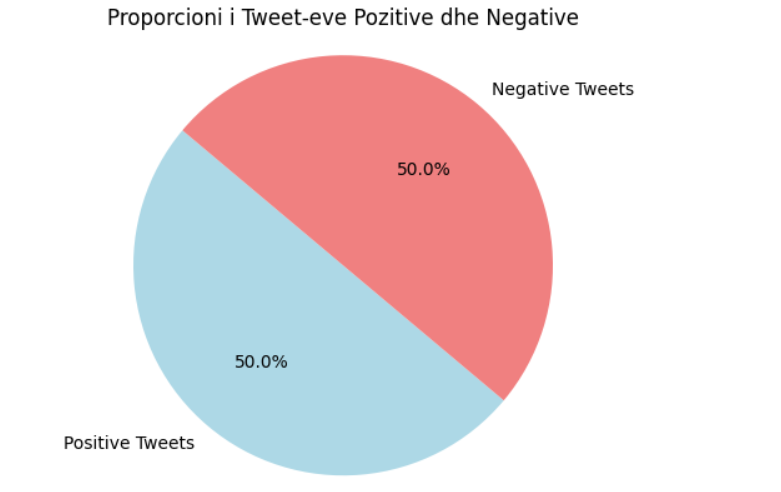 Proporcioni i Tweet-eve Pozitive dhe Negative
Negative Tweets
50.0%
50.0%
Positive Tweets